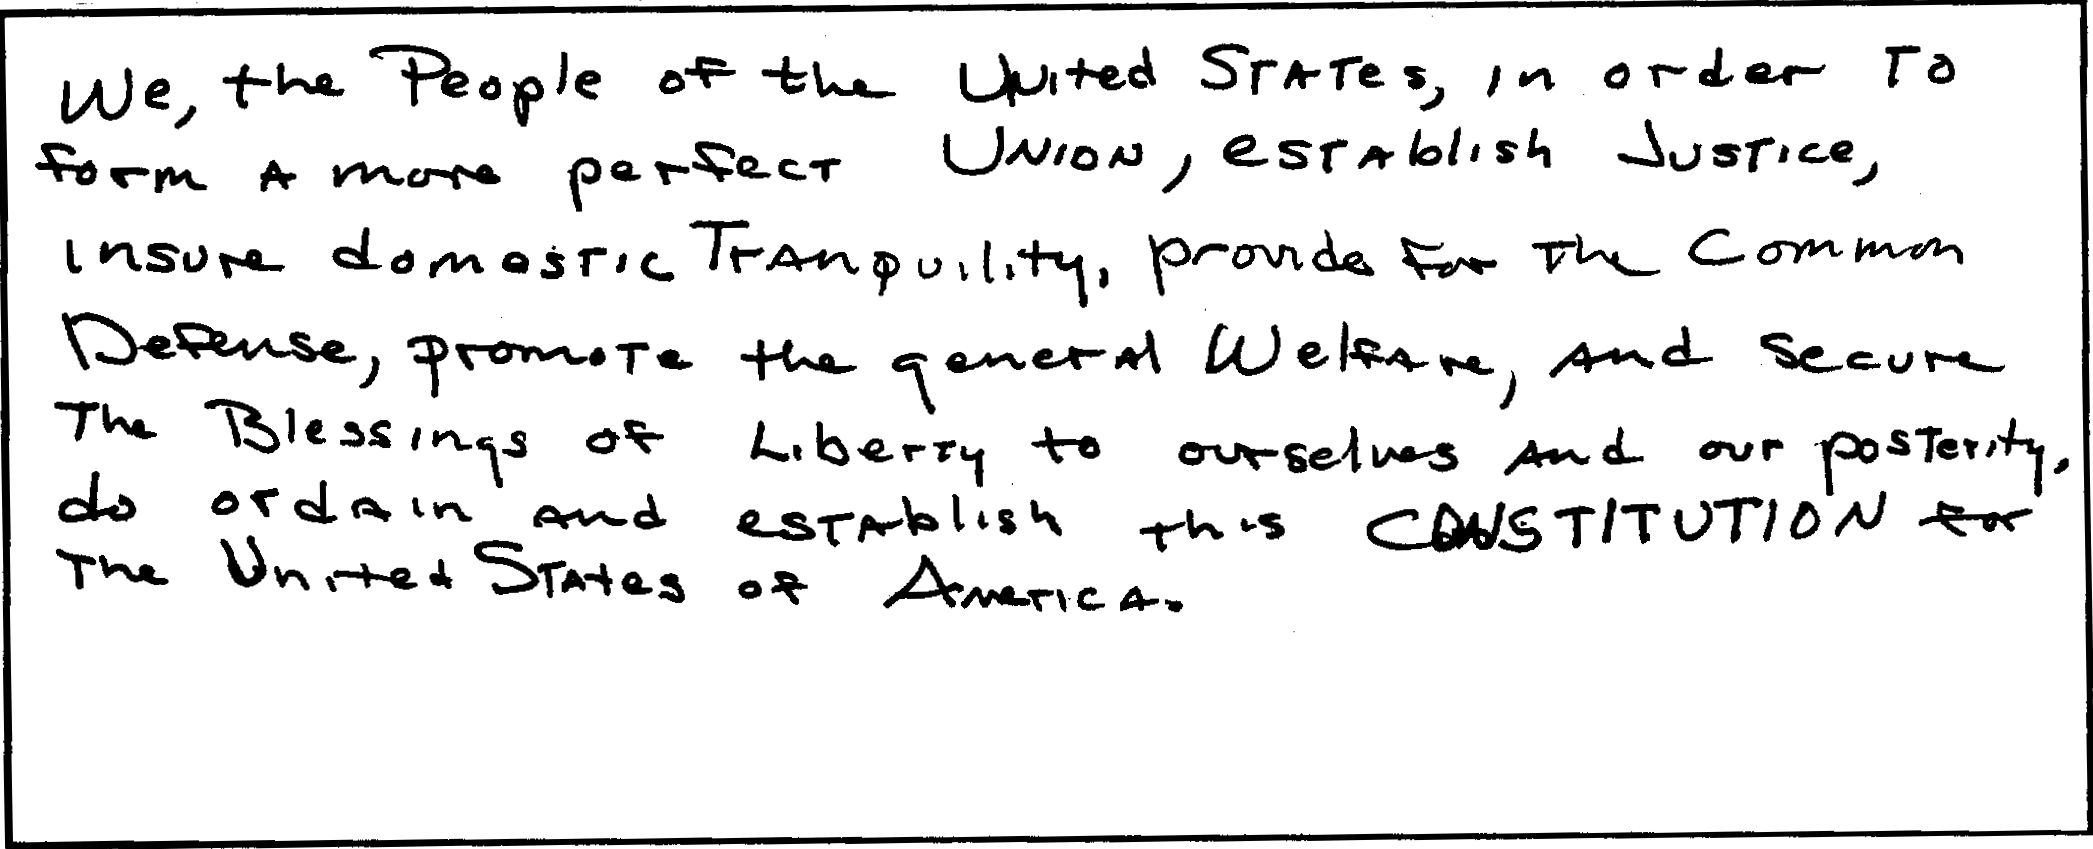 We, the People of the United States, in order to
form a more perfect Union, establish Justice,
insure domestic Tranquility, provide for the Common
Defense, promote the general Welfare, and secure
the Blessings of Liberty to ourselves and our posterity,
do ordain and establish this CONSTITUTION for
the United States of America.